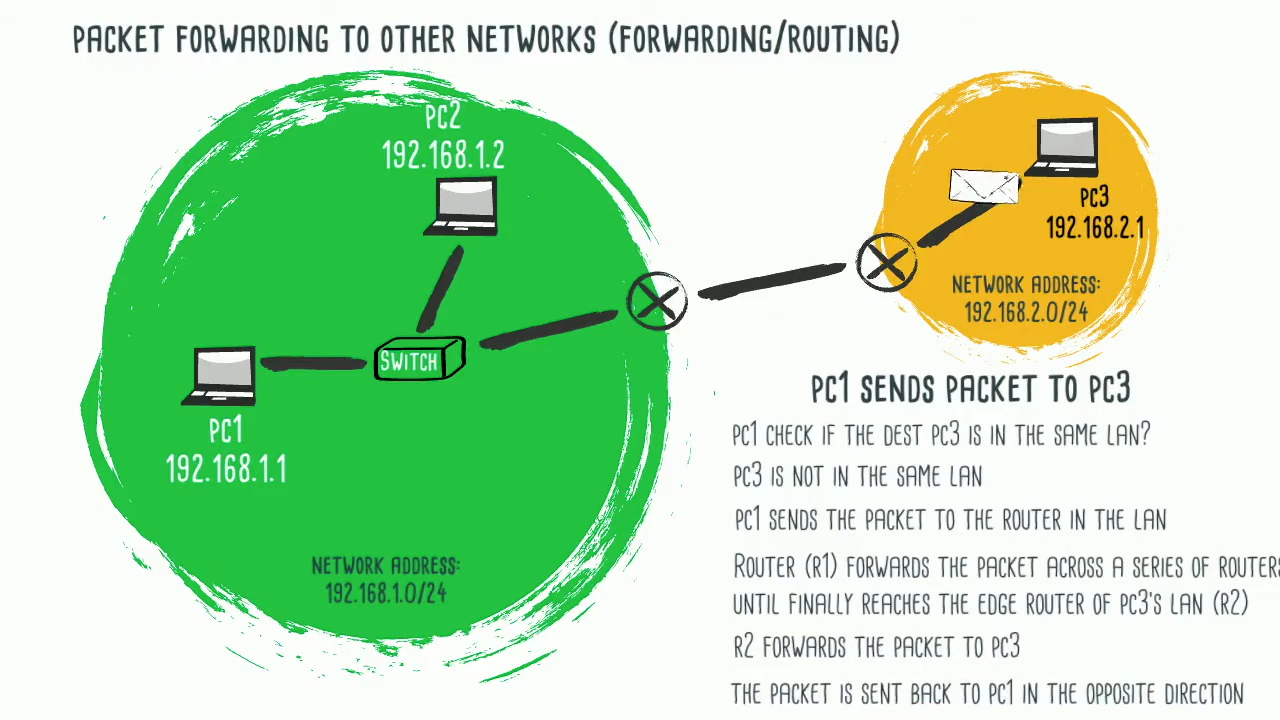 PACKET FORWARDING TO OTHER NETWORKS (FORWARDING/ROUTING)
PC2
192.168.1.2
PC3
192.168.2.1
NETWORK ADDRESS:
192.168.2.0/24
SWITCH
PC1
192.168.1.1
NETWORK ADDRESS:
192.168.1.0/24
PC1 SENDS PACKET TO PC3
PC1 CHECK IF THE DEST PC3 IS IN THE SAME LAN?
PC3 IS NOT IN THE SAME LAN
PC1 SENDS THE PACKET TO THE ROUTER IN THE LAN
ROUTER (R1) FORWARDS THE PACKET ACROSS A SERIES OF ROUTERS
UNTIL FINALLY REACHES THE EDGE ROUTER OF PC3'S LAN (R2)
R2 FORWARDS THE PACKET TO PC3
THE PACKET IS SENT BACK TO PC1 IN THE OPPOSITE DIRECTION